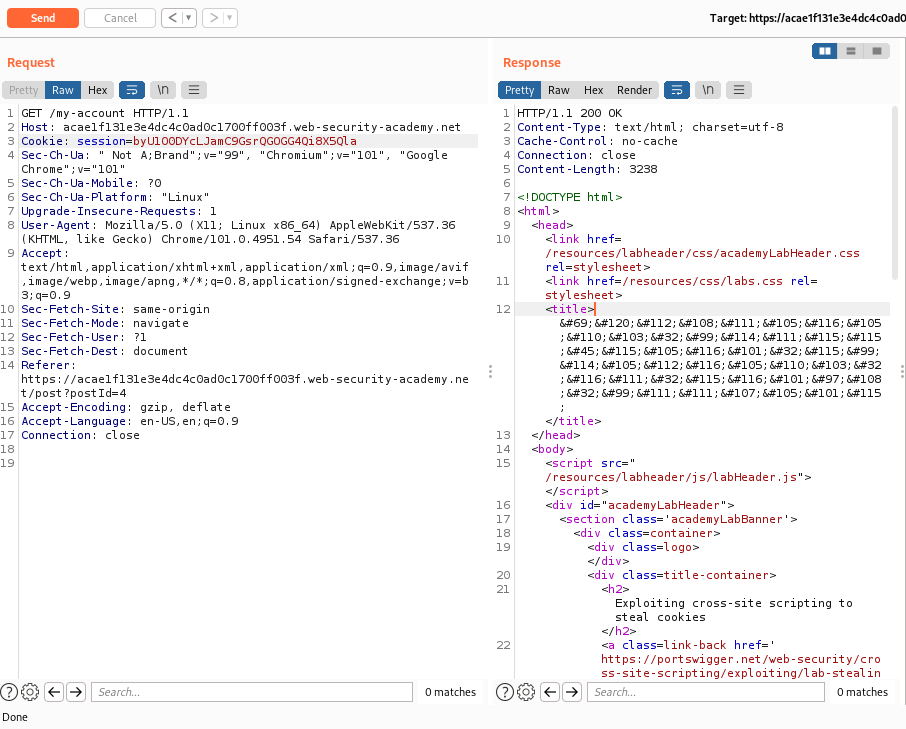 Send
Cancel
<
>
Target: https://acae1f131e3e4dc4c0ad0
Request
Response
Pretty
Raw
Hex
\n
Pretty
Raw
Hex
Render
\n
1 GET /my-account HTTP/1.1
2 Host: acae1f131e3e4dc4c0ad0c1700ff003f.web-security-academy.net
3 Cookie: session=byU1O0DYcLJamC9GsrQGOGG4Qi8X5Qla
4 Sec-Ch-Ua: " Not A;Brand";v="99", "Chromium";v="101", "Google
Chrome";v="101"
5 Sec-Ch-Ua-Mobile: ?0
6 Sec-Ch-Ua-Platform: "Linux"
7 Upgrade-Insecure-Requests: 1
8 User-Agent: Mozilla/5.0 (X11; Linux x86_64) AppleWebKit/537.36
(KHTML, like Gecko) Chrome/101.0.4951.54 Safari/537.36
9 Accept:
text/html,application/xhtml+xml,application/xml;q=0.9,image/avif
,image/webp,image/apng,*/*;q=0.8,application/signed-exchange;v=b
3;q=0.9
10 Sec-Fetch-Site: same-origin
11 Sec-Fetch-Mode: navigate
12 Sec-Fetch-User: ?1
13 Sec-Fetch-Dest: document
14 Referer:
https://acae1f131e3e4dc4c0ad0c1700ff003f.web-security-academy.ne
t/post?postId=4
15 Accept-Encoding: gzip, deflate
16 Accept-Language: en-US,en;q=0.9
17 Connection: close
18
19
1 HTTP/1.1 200 OK
2 Content-Type: text/html; charset=utf-8
3 Cache-Control: no-cache
4 Connection: close
5 Content-Length: 3238
6
7 <!DOCTYPE html>
8 <html>
9 <head>
10 <link href=
/resources/labheader/css/academyLabHeader.css
rel=stylesheet>
11 <link href=/resources/css/labs.css rel=
stylesheet>
12 <title>
&#69;&#120;&#112;&#108;&#111;&#105;&#116;&#105
;&#110;&#103;&#32;&#99;&#114;&#111;&#115;&#115
;&#45;&#115;&#105;&#116;&#101;&#32;&#115;&#99;
&#114;&#105;&#112;&#116;&#105;&#110;&#103;&#32
;&#116;&#111;&#32;&#115;&#116;&#101;&#97;&#108
;&#32;&#99;&#111;&#111;&#107;&#105;&#101;&#115
;
</title>
13 </head>
14 <body>
15 <script src="
/resources/labheader/js/labHeader.js">
</script>
16 <div id="academyLabHeader">
17 <section class='academyLabBanner'>
18 <div class=container>
19 <div class=logo>
</div>
20 <div class=title-container>
21 <h2>
Exploiting cross-site scripting to
steal cookies
</h2>
22 <a class=link-back href='
https://portswigger.net/web-security/cro
ss-site-scripting/exploiting/lab-stealin
? Search... 0 matches
? Search... 0 matches
Done